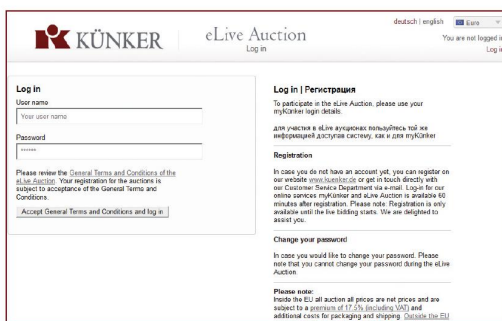 deutsch | english
Euro
KÜNKER
eLive Auction
Log in
You are not logged in
Log in
Log in
User name
Your user name
Password
******
Please review the General Terms and Conditions of the
eLive Auction. Your registration for the auctions is
subject to acceptance of the General Terms and
Conditions.
Accept General Terms and Conditions and log in
Log in | Регистрация
To participate in the eLive Auction, please use your
myKünker login details.
для участия в eLive аукционах пользуйтесь той же
информацией доступав систему, как и для myKünker
Registration
In case you do not have an account yet, you can register on
our website www.kuenker.de or get in touch directly with
our Customer Service Department via e-mail. Log-in for our
online services myKünker and eLive Auction is available 60
minutes after registration. Please note: Registration is only
available until the live bidding starts. We are delighted to
assist you.
Change your password
In case you would like to change your password. Please
note that you cannot change your password during the eLive
Auction.
Please note:
Inside the EU all auction all prices are net prices and are
subject to a premium of 17,5% (including VAT) and
additional costs for packaging and shipping. Outside the EU